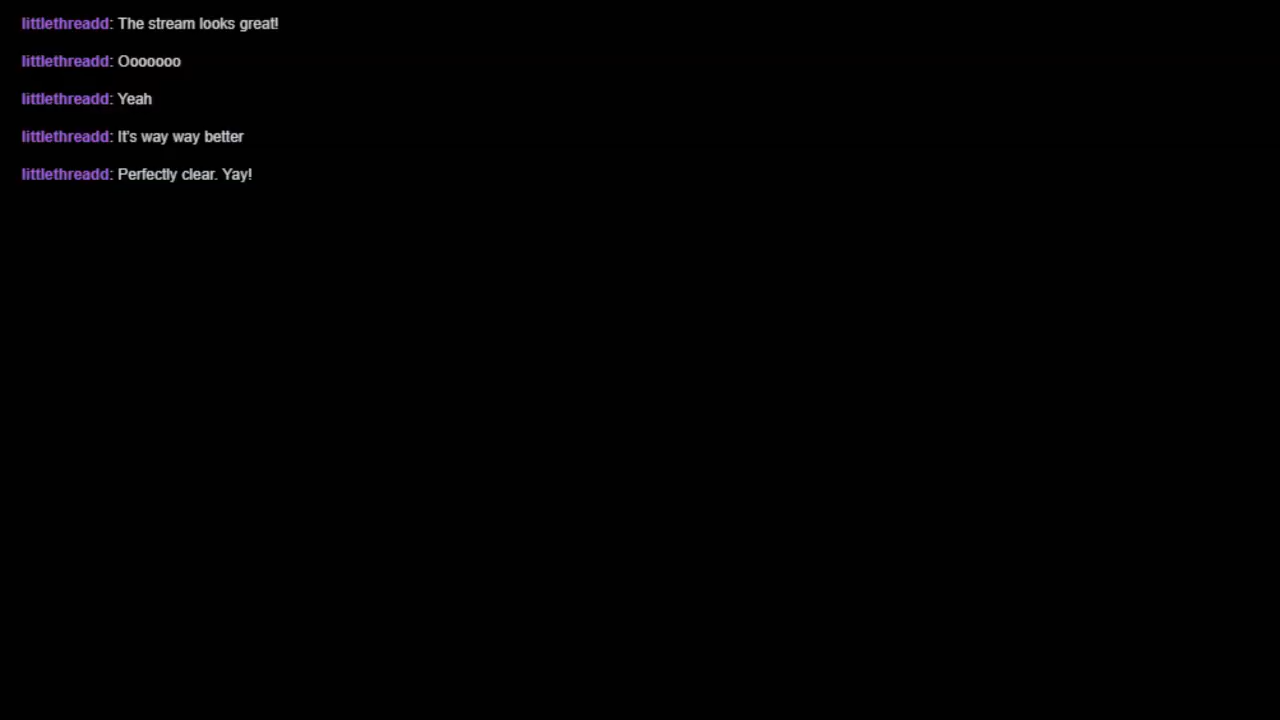 littlethreadd: The stream looks great!
littlethreadd: Ooooooo
littlethreadd: Yeah
littlethreadd: It's way way better
littlethreadd: Perfectly clear. Yay!